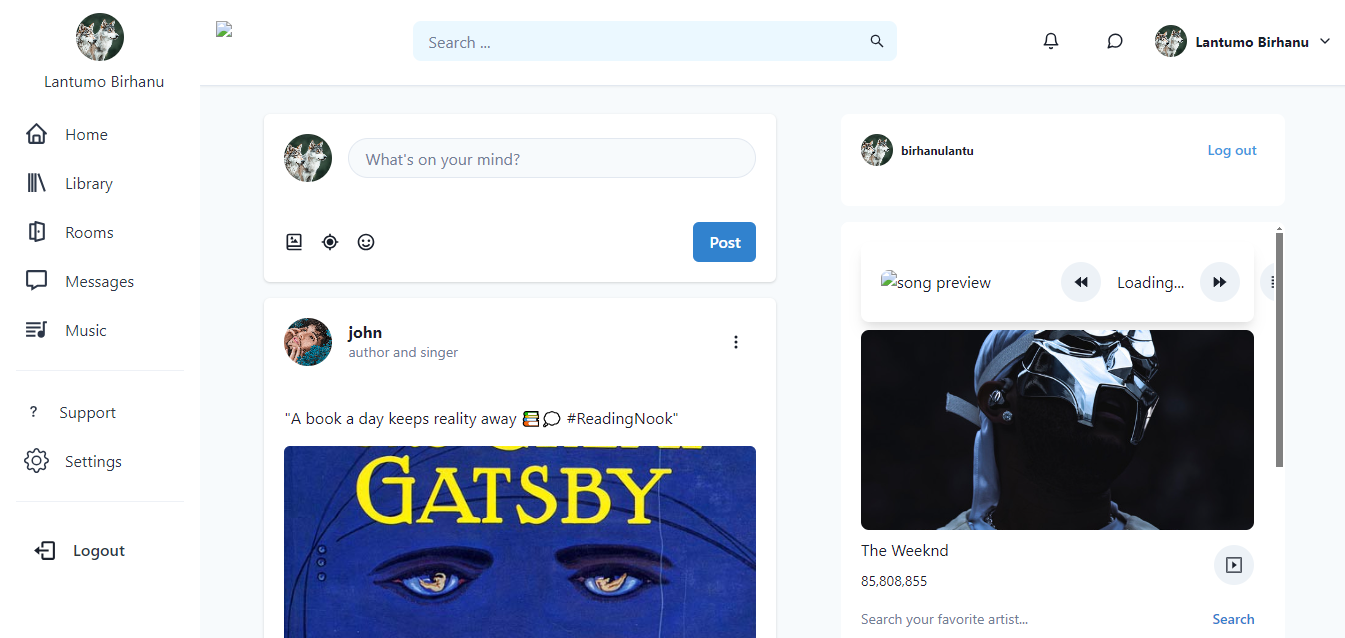 Lantumo Birhanu
Home
Library
Rooms
Messages
Music
? Support
Settings
Logout
Search ...
Lantumo Birhanu
What's on your mind?
Post
john
author and singer
"A book a day keeps reality away 📚💭 #ReadingNook"
GATSBY
birhanulantu
Log out
song preview
Loading...
The Weeknd
85,808,855
Search your favorite artist...
Search